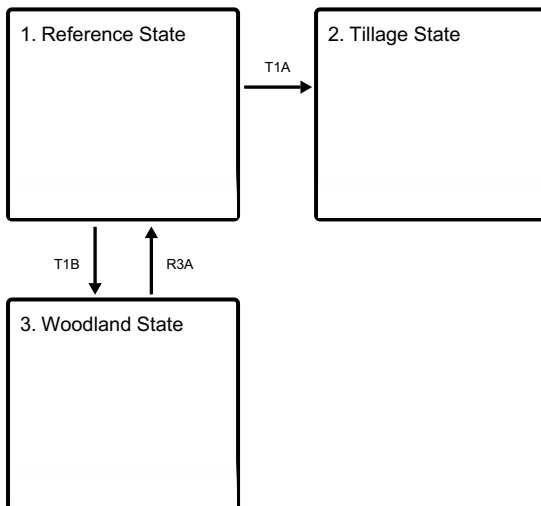 1. Reference State
2. Tillage State
T1A
T1B
R3A
3. Woodland State